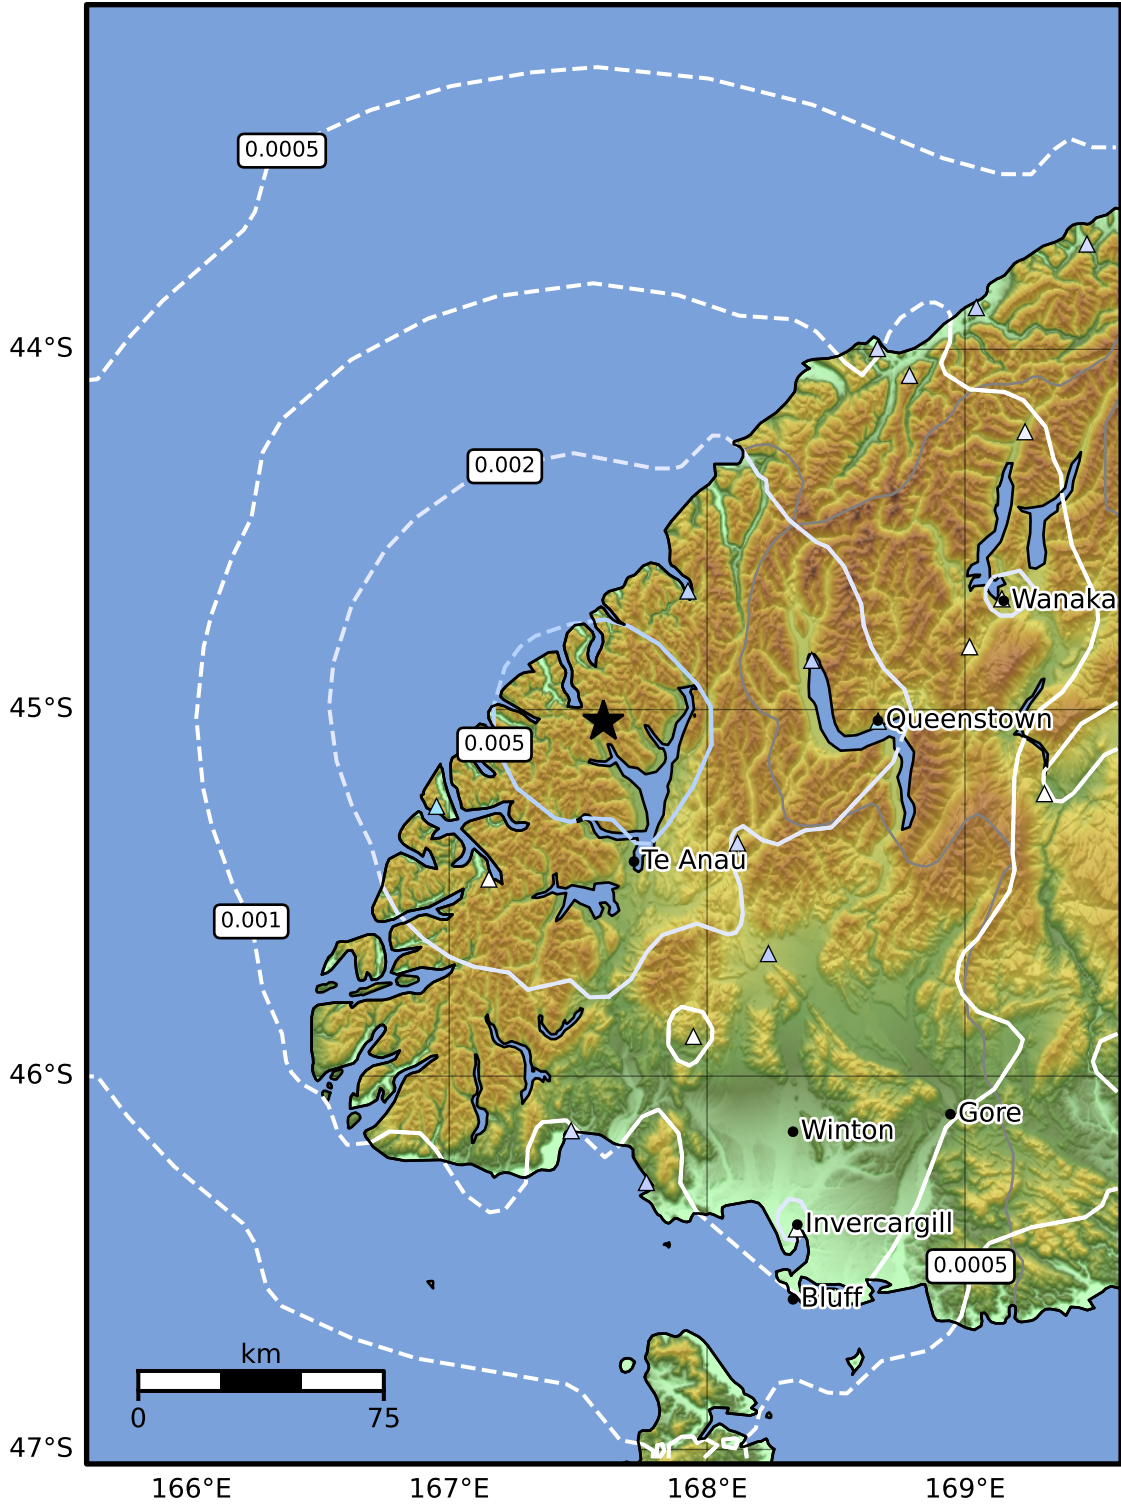 0.0005
44°S
0.002
Wanaka
45°S
Queenstown
0.005
Te Anau
0.001
46°S
Gore
Winton
Invercargill
0.0005
Bluff
km
0
75
47°S
166°E
167°E
168°E
169°E